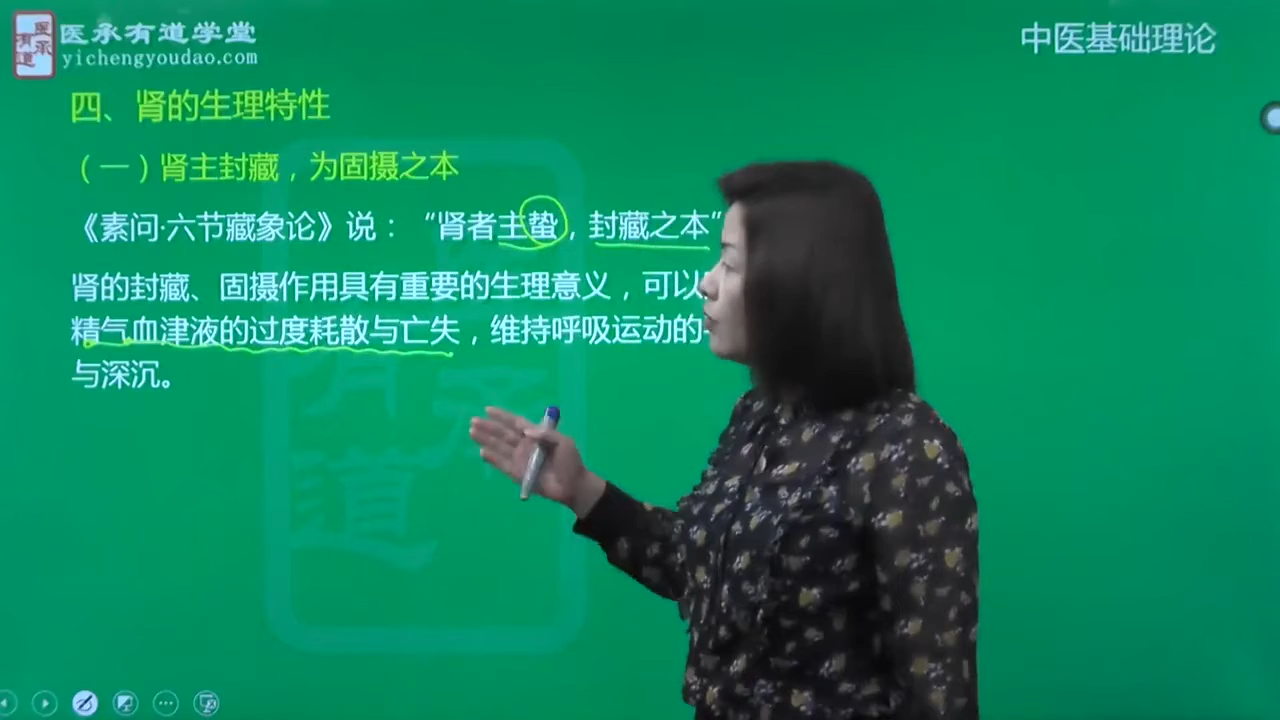 医承有道学堂
yichengyoudao.com
中医基础理论
四、肾的生理特性
（一）肾主封藏，为固摄之本
《素问·六节藏象论》说：“肾者主蛰，封藏之本”
肾的封藏、固摄作用具有重要的生理意义，可以
精气血津液的过度耗散与亡失，维持呼吸运动的
与深沉。
医承
有道